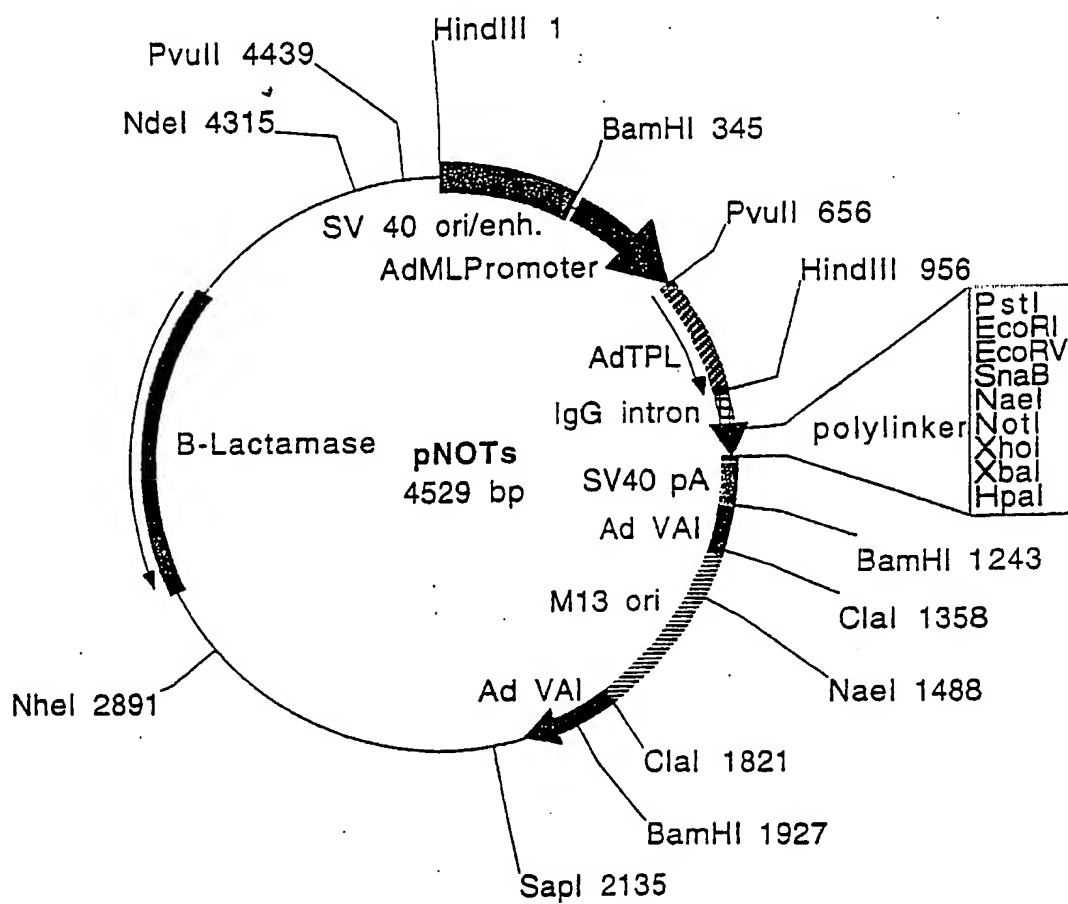 HindIII 1
PvuII 4439
NdeI 4315
BamHI 345
SV 40 ori/enh.
PvuII 656
AdMLPromoter
HindIII 956
PstI
EcoRI
EcoRV
SnaB
NaeI
NotI
XhoI
XbaI
HpaI
AdTPL
IgG intron
polylinker
B-Lactamase
pNOTs
4529 bp
SV40 pA
Ad VAI
BamHI 1243
M13 ori
ClaI 1358
NaeI 1488
Ad VAI
NheI 2891
ClaI 1821
BamHI 1927
SapI 2135